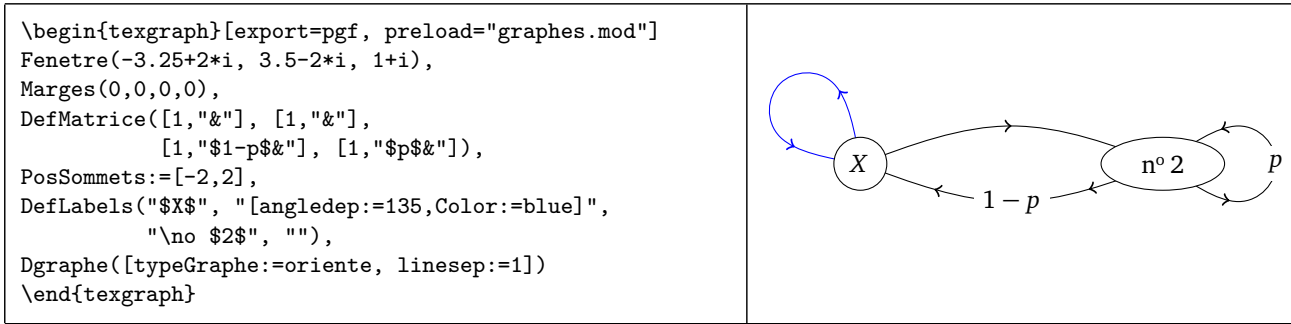 \begin{texgraph}[export=pgf, preload="graphes.mod"]
Fenetre(-3.25+2*i, 3.5-2*i, 1+i),
Marges(0,0,0,0),
DefMatrice([1,"&"], [1,"&"],
[1,"$1-p$&"], [1,"$p$&"]),
PosSommets:=[-2,2],
DefLabels("$X$", "[angledep:=135,Color:=blue]",
"\no $2$", ""),
Dgraphe([typeGraphe:=oriente, linesep:=1])
\end{texgraph}
X
nº 2
p
1 − p